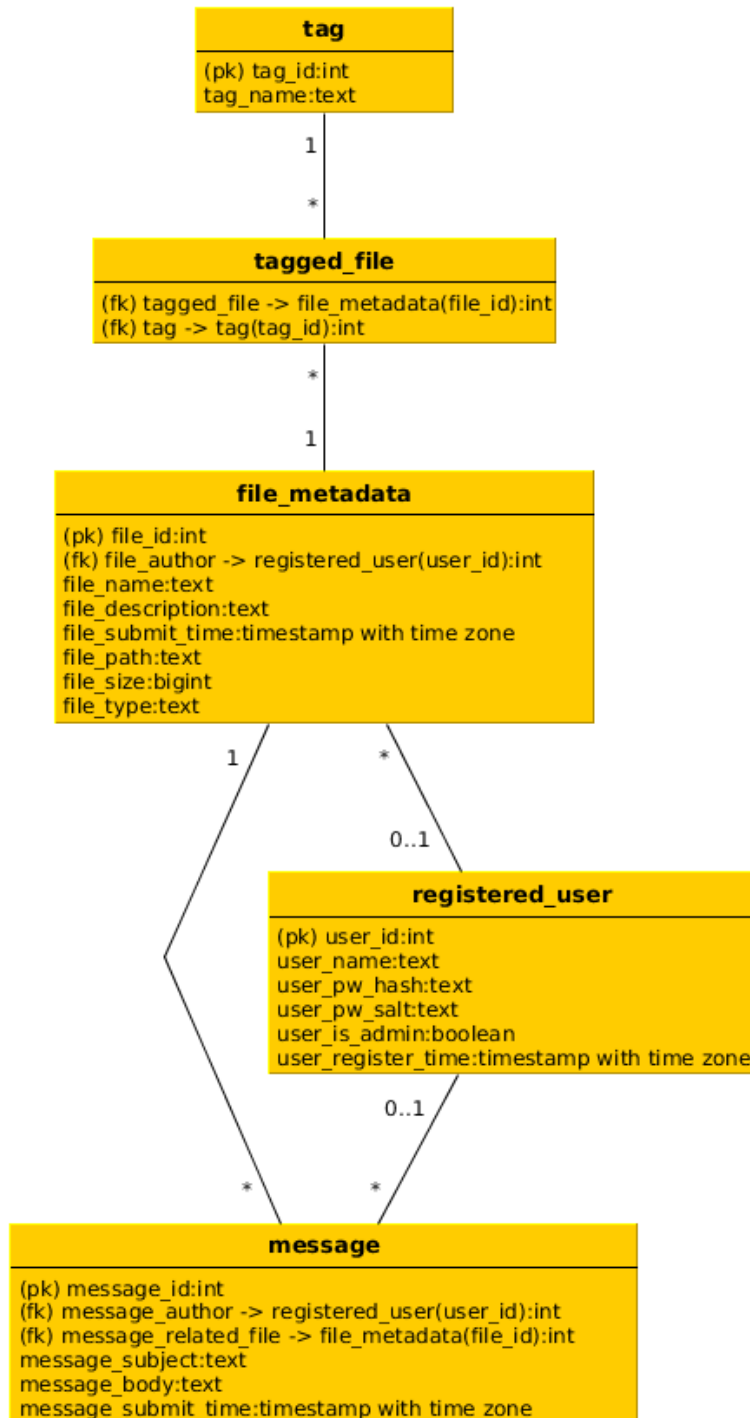 tag
(pk) tag_id:int
tag_name:text
1
*
tagged_file
(fk) tagged_file -> file_metadata(file_id):int
(fk) tag -> tag(tag_id):int
*
1
file_metadata
(pk) file_id:int
(fk) file_author -> registered_user(user_id):int
file_name:text
file_description:text
file_submit_time:timestamp with time zone
file_path:text
file_size:bigint
file_type:text
1
*
0..1
registered_user
(pk) user_id:int
user_name:text
user_pw_hash:text
user_pw_salt:text
user_is_admin:boolean
user_register_time:timestamp with time zone
0..1
*
*
message
(pk) message_id:int
(fk) message_author -> registered_user(user_id):int
(fk) message_related_file -> file_metadata(file_id):int
message_subject:text
message_body:text
message_submit_time:timestamp with time zone